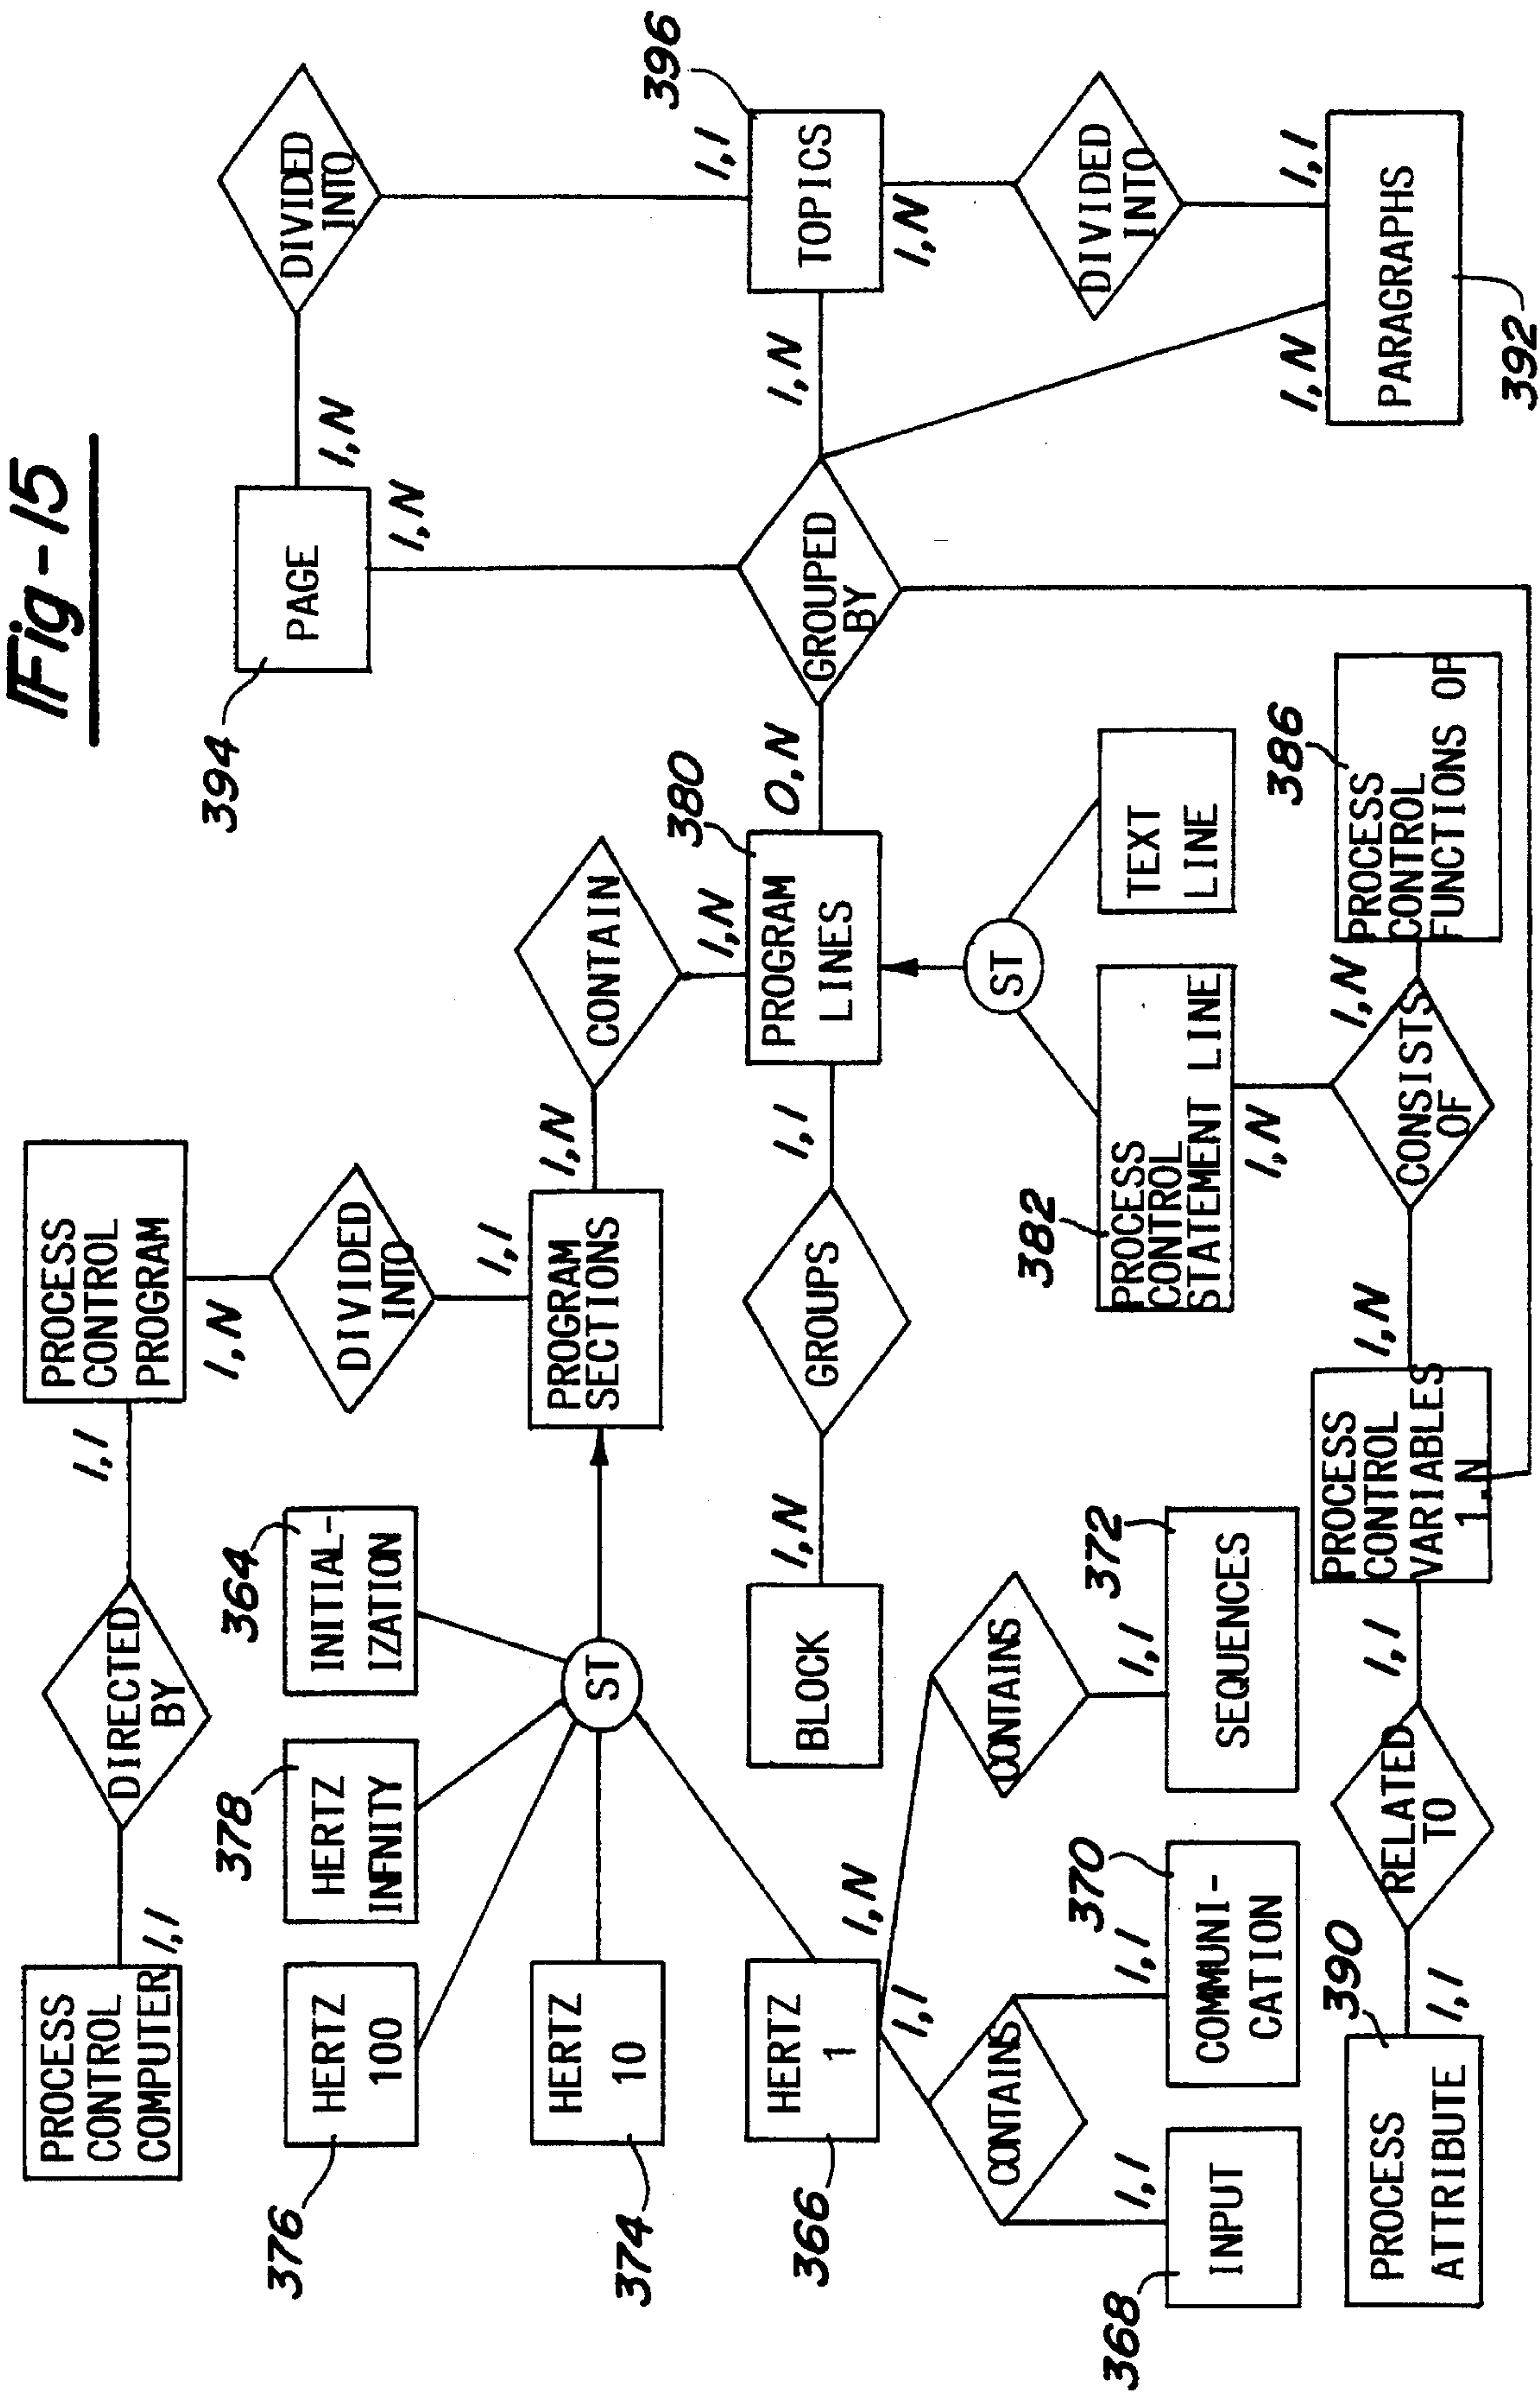 Fig-15
PROCESS
CONTROL
COMPUTER
1,1
DIRECTED
BY
1,1
PROCESS
CONTROL
PROGRAM
1,N
DIVIDED
INTO
1,1
PROGRAM
SECTIONS
1,N
CONTAIN
1,N
376
HERTZ
100
378
HERTZ
INFNITY
364
INITIAL-
IZATION
ST
374
HERTZ
10
366
HERTZ
1
1,N
1,1
CONTAINS
1,1
368
INPUT
1,1
370
COMMUNI-
CATION
CONTAINS
1,1
372
SEQUENCES
BLOCK
1,N
GROUPS
1,1
380
PROGRAM
LINES
0,N
GROUPED
BY
394
PAGE
1,N
1,N
DIVIDED
INTO
1,1
396
TOPICS
1,N
1,N
DIVIDED
INTO
1,1
1,N
PARAGRAPHS
392
ST
TEXT
LINE
382
PROCESS
CONTROL
STATEMENT LINE
1,N
CONSISTS
OF
1,N
386
PROCESS
CONTROL
FUNCTIONS OP
1,N
PROCESS
CONTROL
VARIABLES
1,N
1,1
RELATED
TO
1,1
390
PROCESS
ATTRIBUTE